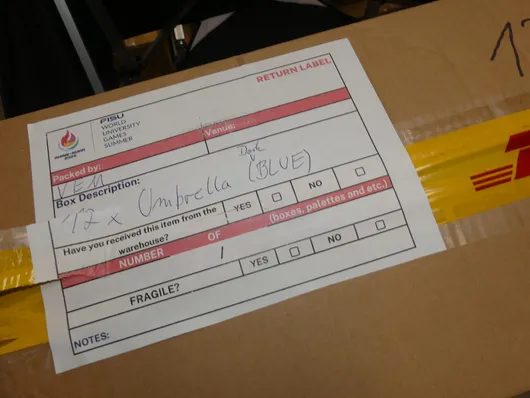 RETURN LABEL
FISU
WORLD
UNIVERSITY
GAMES
SUMMER
Packed by:
Venue:
VEM
Box Description:
Dark
12 x Umbrella (BLUE)
Have you received this item from the warehouse?
YES
NO
NUMBER OF (boxes, palettes and etc.)
/
FRAGILE?
YES
NO
NOTES: